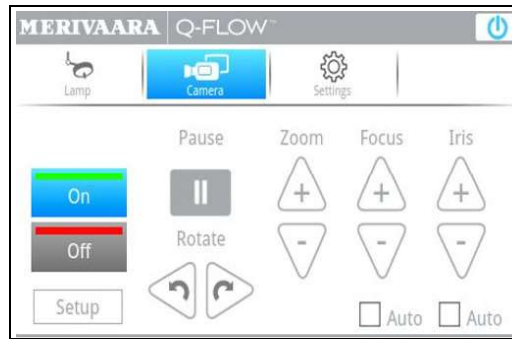 MERIVAARA Q-FLOW™
Lamp Camera Settings
Pause Zoom Focus Iris
On
Rotate
Off
Setup
Auto Auto